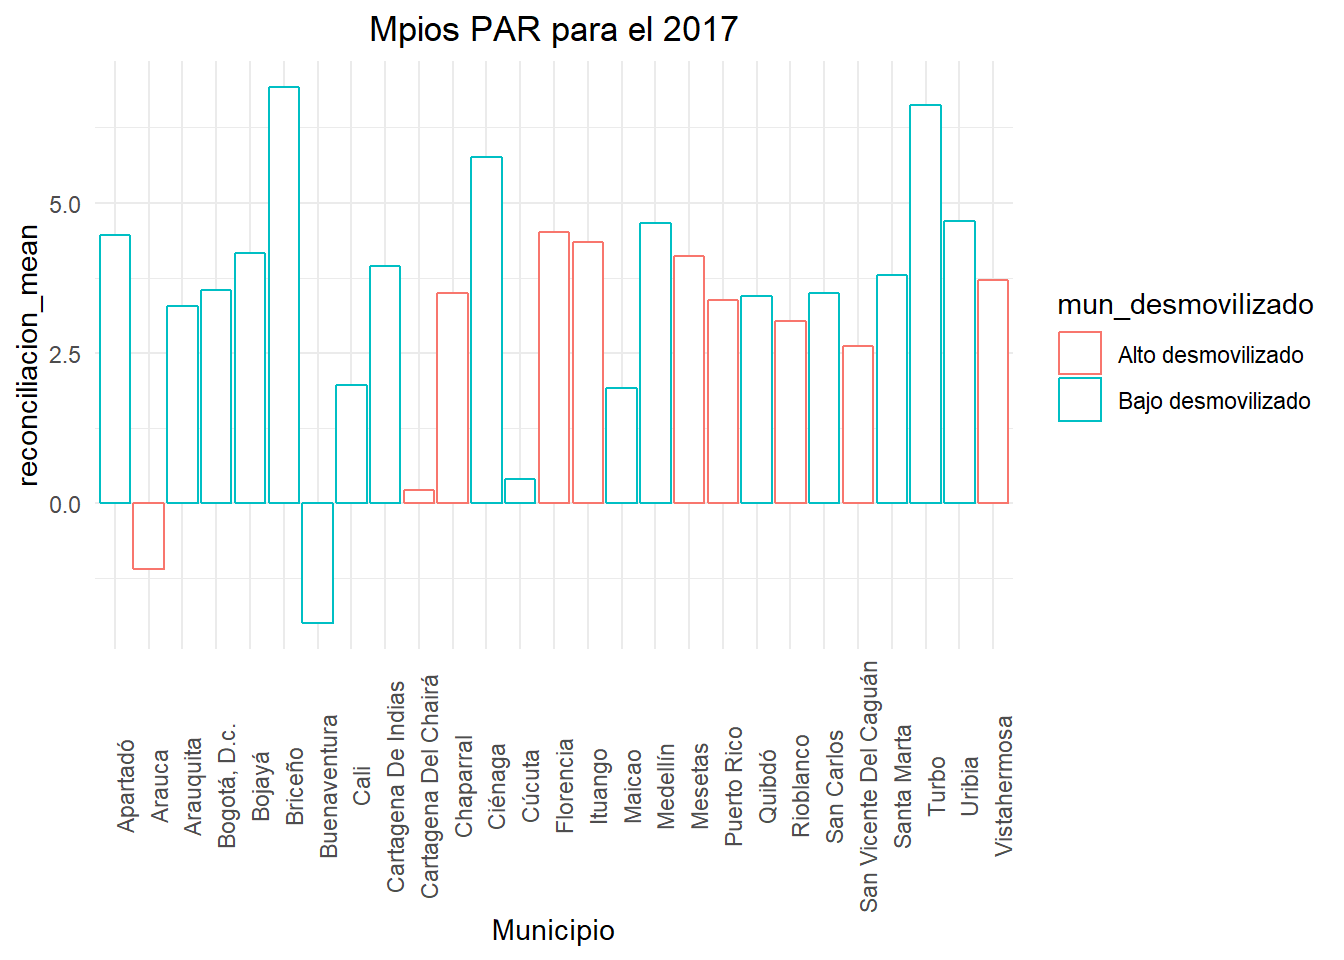 Mpios PAR para el 2017
reconciliacion_mean
5.0
2.5
0.0
Apartadó
Arauca
Arauquita
Bogotá, D.c.
Bojayá
Briceño
Buenaventura
Cali
Cartagena De Indias
Cartagena Del Chairá
Chaparral
Ciénaga
Cúcuta
Florencia
Ituango
Maicao
Medellín
Mesetas
Puerto Rico
Quibdó
Rioblanco
San Carlos
San Vicente Del Caguán
Santa Marta
Turbo
Uribia
Vistahermosa
Municipio
mun_desmovilizado
Alto desmovilizado
Bajo desmovilizado